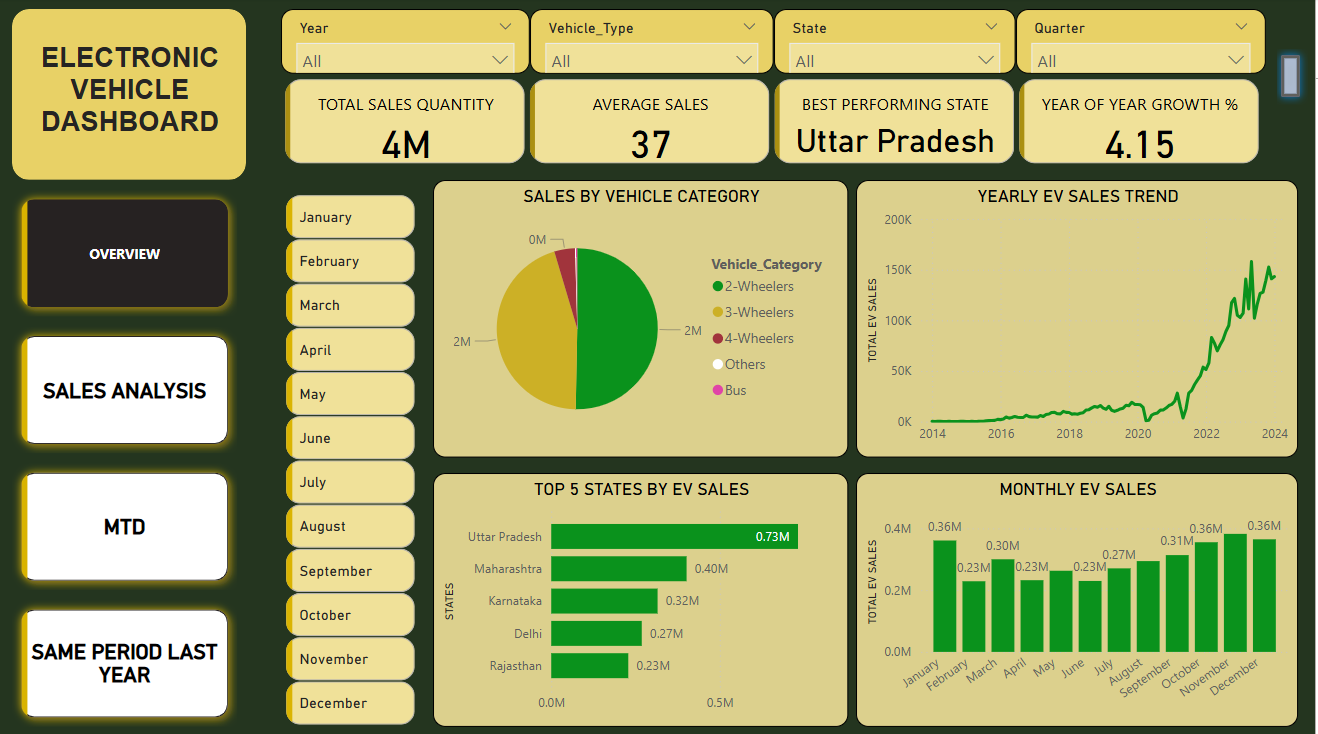 ELECTRONIC
VEHICLE
DASHBOARD
Year
All
Vehicle_Type
All
State
All
Quarter
All
TOTAL SALES QUANTITY
4M
AVERAGE SALES
37
BEST PERFORMING STATE
Uttar Pradesh
YEAR OF YEAR GROWTH %
4.15
OVERVIEW
SALES ANALYSIS
MTD
SAME PERIOD LAST
YEAR
January
February
March
April
May
June
July
August
September
October
November
December
SALES BY VEHICLE CATEGORY
0M
2M
2M
Vehicle_Category
2-Wheelers
3-Wheelers
4-Wheelers
Others
Bus
YEARLY EV SALES TREND
TOTAL EV SALES
200K
150K
100K
50K
0K
2014 2016 2018 2020 2022 2024
TOP 5 STATES BY EV SALES
STATES
Uttar Pradesh 0.73M
Maharashtra 0.40M
Karnataka 0.32M
Delhi 0.27M
Rajasthan 0.23M
0.0M 0.5M
MONTHLY EV SALES
TOTAL EV SALES
0.4M
0.2M
0.0M
0.36M 0.23M 0.30M 0.23M 0.23M 0.27M 0.31M 0.36M 0.36M
January February March April May June July August September October November December